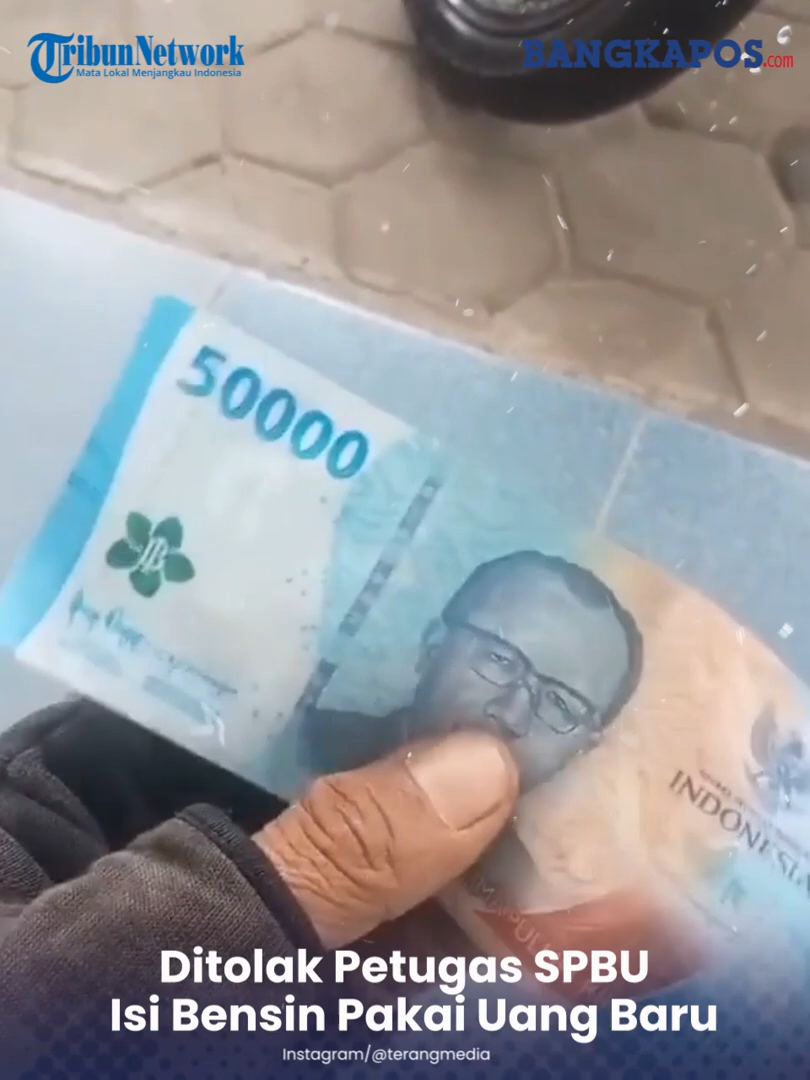 TribunNetwork
Mata Lokal Menjangkau Indonesia
BANGKAPOS.com
50000
INDONESIA
Ditolak Petugas SPBU
Isi Bensin Pakai Uang Baru
Instagram/@terangmedia